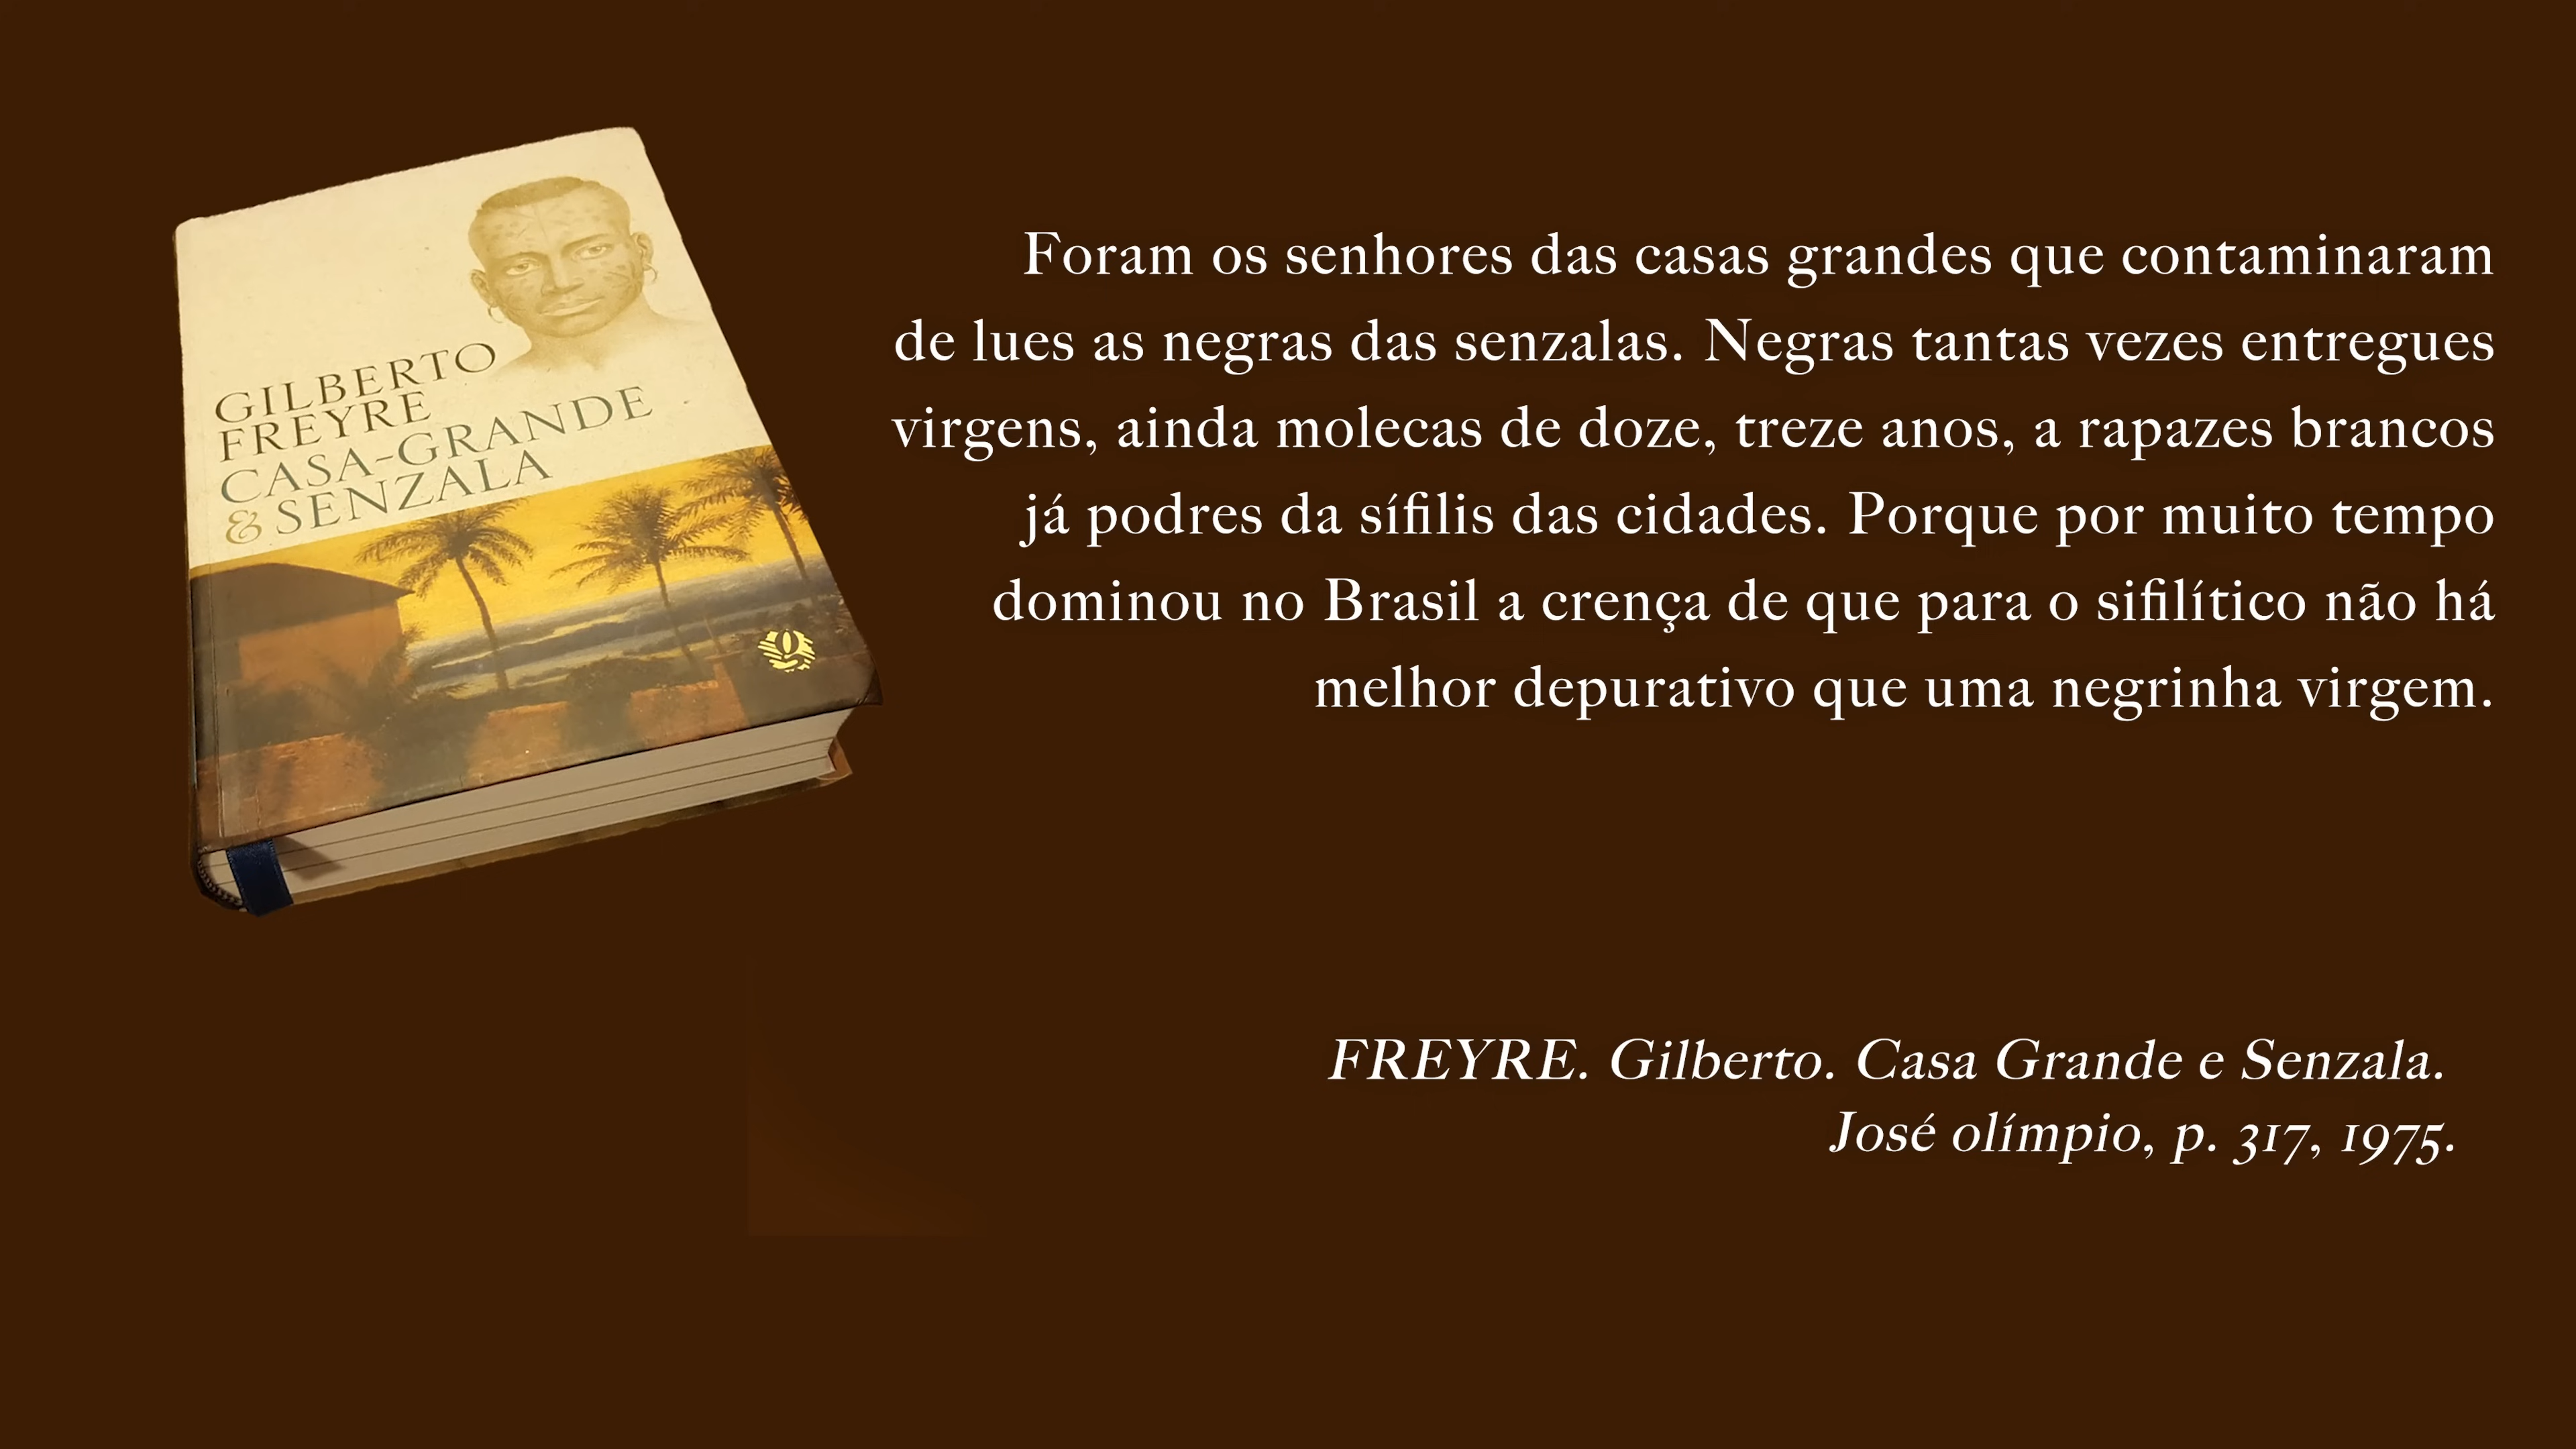 GILBERTO
FREYRE
CASA-GRANDE
& SENZALA
g
Foram os senhores das casas grandes que contaminaram
de lues as negras das senzalas. Negras tantas vezes entregues
virgens, ainda molecas de doze, treze anos, a rapazes brancos
já podres da sífilis das cidades. Porque por muito tempo
dominou no Brasil a crença de que para o sifilítico não há
melhor depurativo que uma negrinha virgem.
FREYRE. Gilberto. Casa Grande e Senzala.
José olímpio, p. 317, 1975.